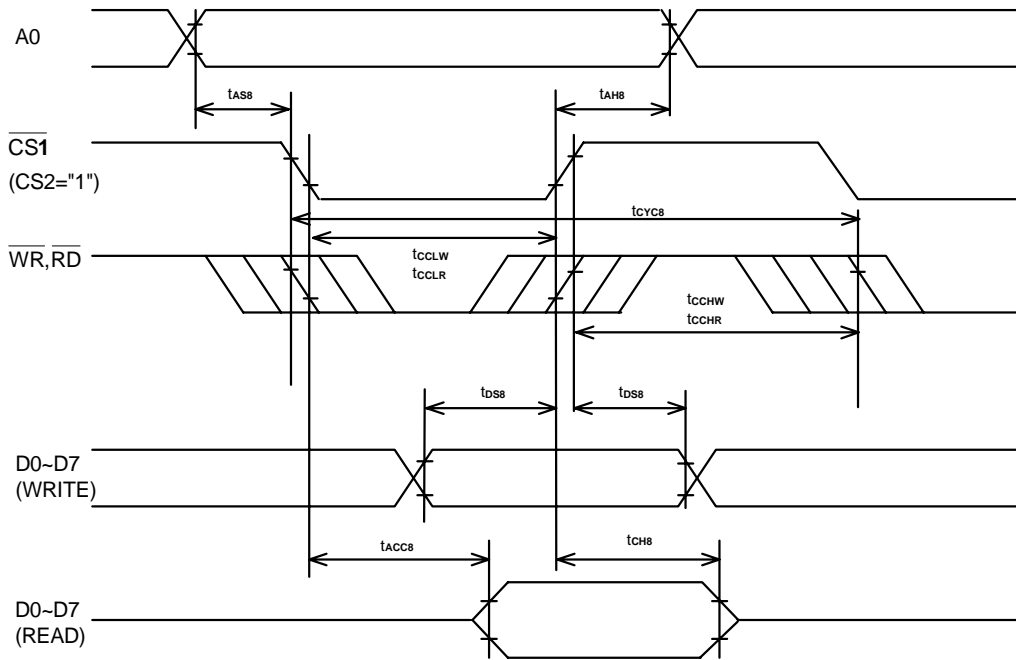 A0
tAS8
tAH8
CS1
(CS2="1")
tCYC8
WR,RD
tCCLW
tCCLR
tCCHW
tCCHR
tDS8
tDS8
D0~D7
(WRITE)
tACC8
tCH8
D0~D7
(READ)